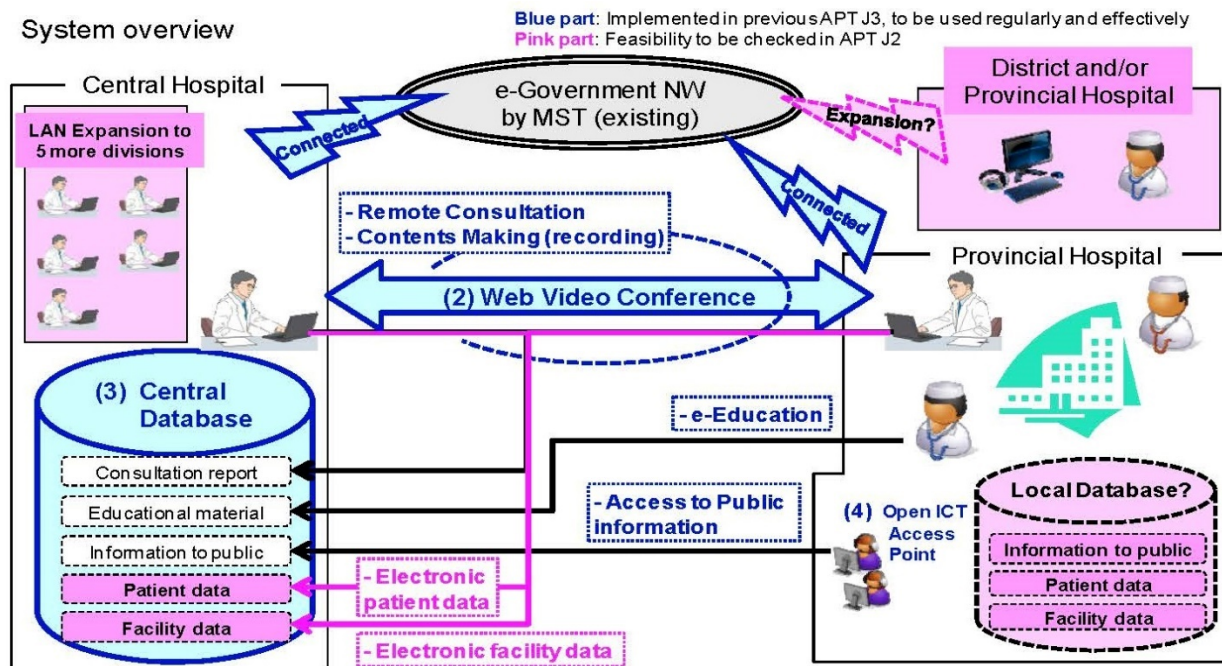 System overview
Blue part: Implemented in previous APT J3, to be used regularly and effectively
Pink part: Feasibility to be checked in APT J2
Central Hospital
LAN Expansion to
5 more divisions
e-Government NW
by MST (existing)
Connected
Connected
Expansion?
District and/or
Provincial Hospital
- Remote Consultation
- Contents Making (recording)
(2) Web Video Conference
Provincial Hospital
(3) Central
Database
Consultation report
Educational material
Information to public
Patient data
Facility data
- e-Education
- Access to Public
information
- Electronic
patient data
- Electronic facility data
(4) Open ICT
Access
Point
Local Database?
Information to public
Patient data
Facility data